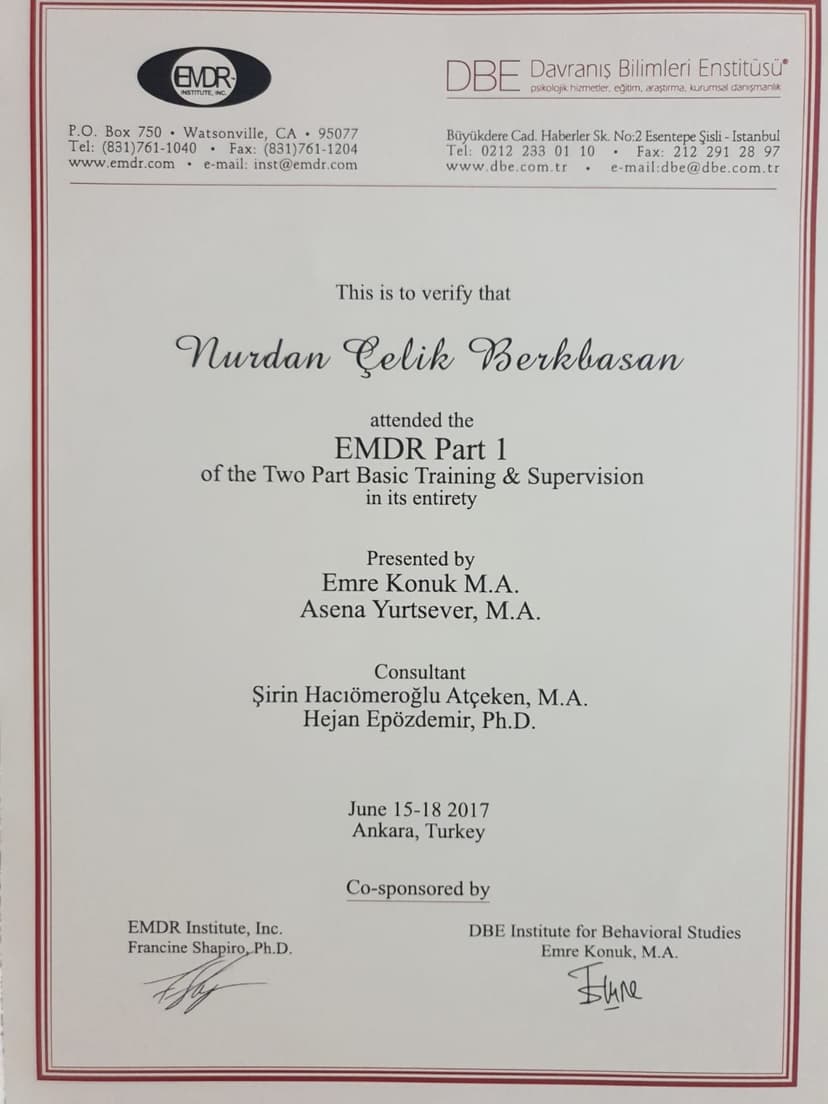 EMDR
INSTITUTE, INC.
P.O. Box 750 • Watsonville, CA • 95077
Tel: (831)761-1040 • Fax: (831)761-1204
www.emdr.com • e-mail: inst@emdr.com
DBE Davranış Bilimleri Enstitüsü®
psikolojik hizmetler, eğitim, araştırma, kurumsal danışmanlık
Büyükdere Cad. Haberler Sk. No:2 Esentepe Şisli - Istanbul
Tel: 0212 233 01 10 • Fax: 212 291 28 97
www.dbe.com.tr • e-mail:dbe@dbe.com.tr
This is to verify that
Nurdan Çelik Berkbasan
attended the
EMDR Part 1
of the Two Part Basic Training & Supervision
in its entirety
Presented by
Emre Konuk M.A.
Asena Yurtsever, M.A.
Consultant
Şirin Hacıömeroğlu Atçeken, M.A.
Hejan Epözdemir, Ph.D.
June 15-18 2017
Ankara, Turkey
Co-sponsored by
EMDR Institute, Inc.
Francine Shapiro, Ph.D.
DBE Institute for Behavioral Studies
Emre Konuk, M.A.